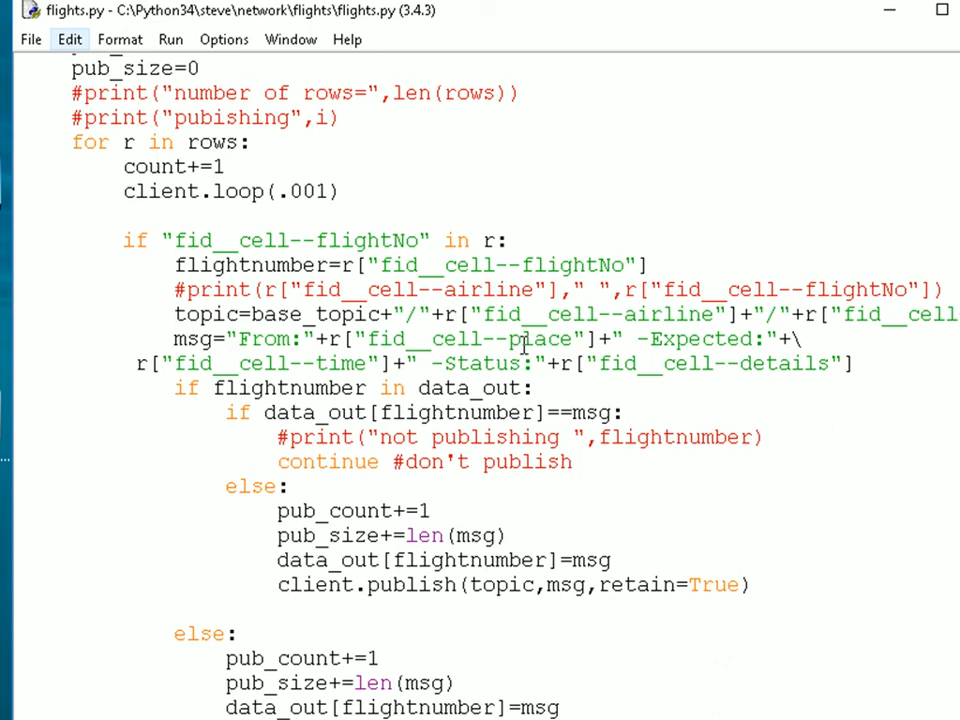 flights.py - C:\Python34\steve\network\flights\flights.py (3.4.3)
File Edit Format Run Options Window Help
pub_size=0
#print("number of rows=",len(rows))
#print("pubishing",i)
for r in rows:
count+=1
client.loop(.001)
if "fid__cell--flightNo" in r:
flightnumber=r["fid__cell--flightNo"]
#print(r["fid__cell--airline"]," ",r["fid__cell--flightNo"])
topic=base_topic+"/"+r["fid__cell--airline"]+"/"+r["fid__cell
msg="From:"+r["fid__cell--place"]+" -Expected:"+\
r["fid__cell--time"]+" -Status:"+r["fid__cell--details"]
if flightnumber in data_out:
if data_out[flightnumber]==msg:
#print("not publishing ",flightnumber)
continue #don't publish
else:
pub_count+=1
pub_size+=len(msg)
data_out[flightnumber]=msg
client.publish(topic,msg,retain=True)
else:
pub_count+=1
pub_size+=len(msg)
data_out[flightnumber]=msg